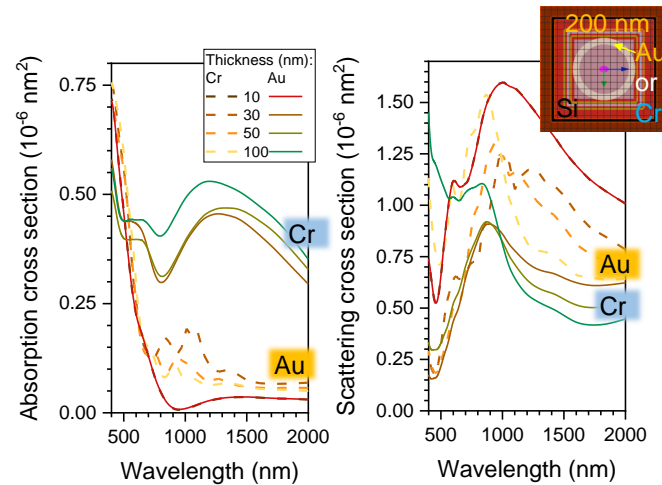 Absorption cross section (10⁻⁶ nm²)
0.75
0.50
0.25
0.00
500 1000 1500 2000
Wavelength (nm)
Thickness (nm):
Cr Au
10
30
50
100
Cr
Au
Scattering cross section (10⁻⁶ nm²)
1.50
1.25
1.00
0.75
0.50
0.25
0.00
500 1000 1500 2000
Wavelength (nm)
Au
Cr
200 nm
Au
or
Si Cr